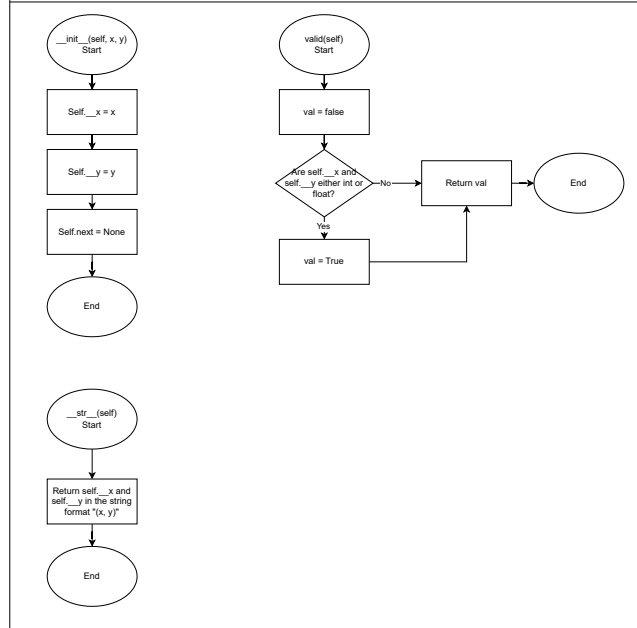 __init__(self, x, y)
Start
Self.__x = x
Self.__y = y
Self.next = None
End
valid(self)
Start
val = false
Are self.__x and
self.__y either int or
float?
No
Return val
End
Yes
val = True
__str__(self)
Start
Return self.__x and
self.__y in the string
format "(x, y)"
End